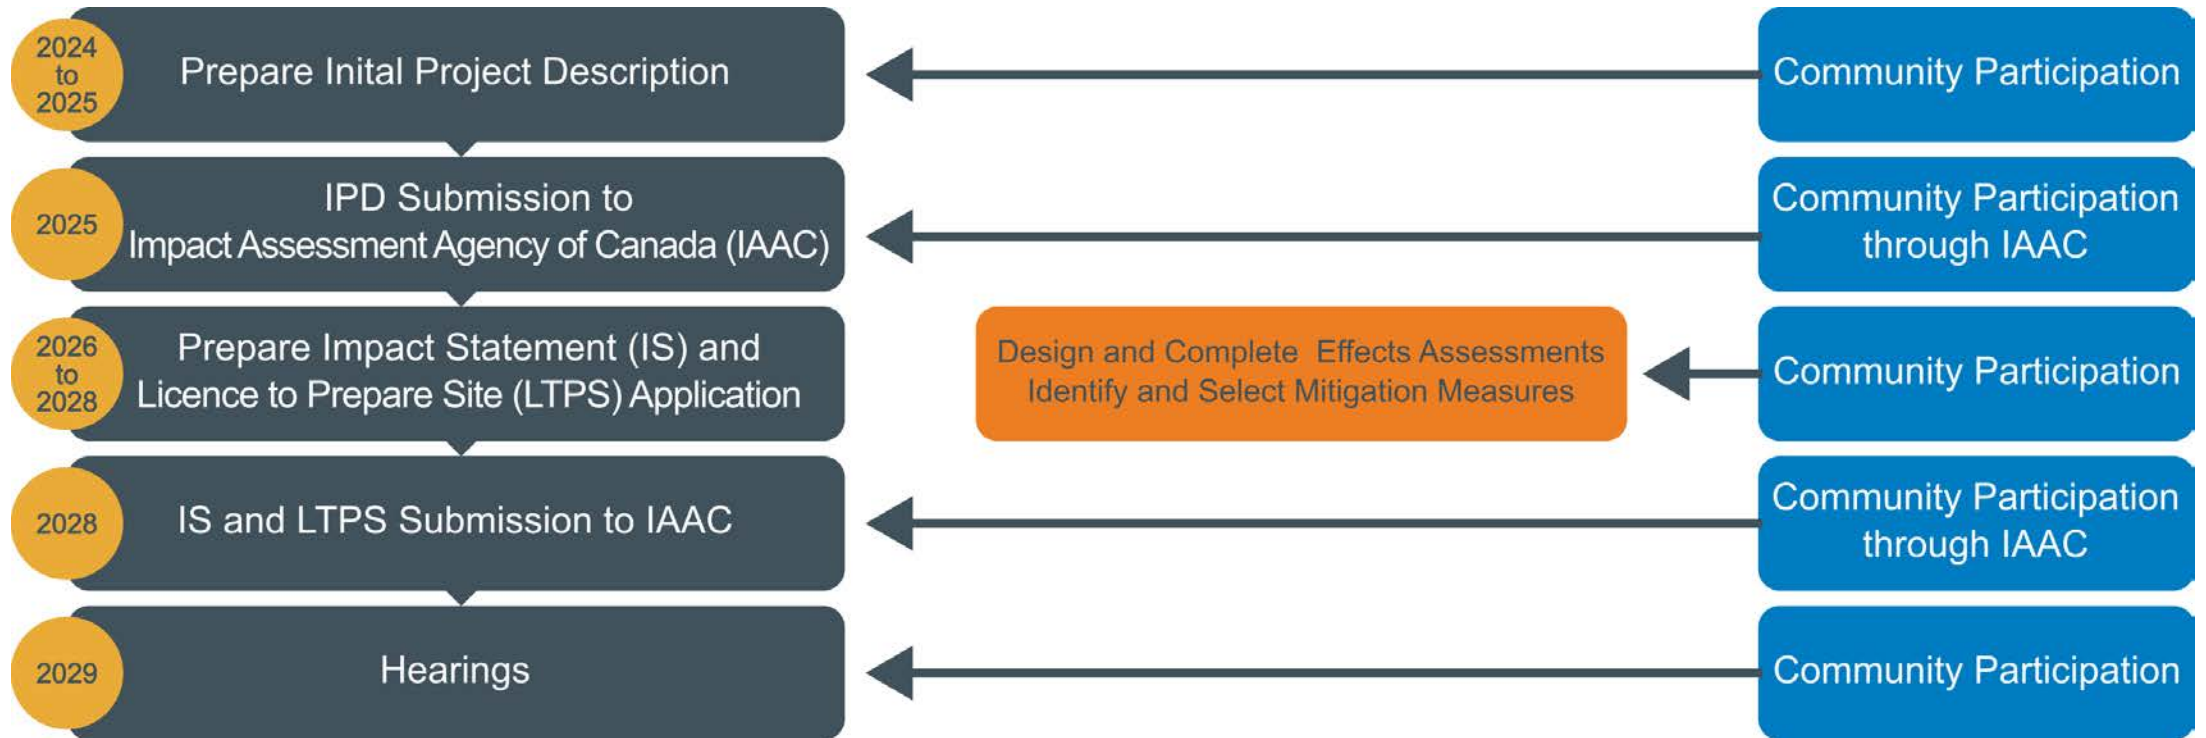 2024
to
2025
Prepare Inital Project Description
Community Participation
2025
IPD Submission to
Impact Assessment Agency of Canada (IAAC)
Community Participation
through IAAC
2026
to
2028
Prepare Impact Statement (IS) and
Licence to Prepare Site (LTPS) Application
Design and Complete Effects Assessments
Identify and Select Mitigation Measures
Community Participation
2028
IS and LTPS Submission to IAAC
Community Participation
through IAAC
2029
Hearings
Community Participation